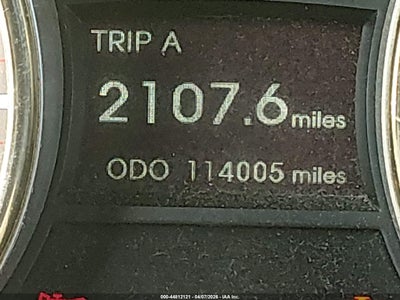 TRIP A
2107.6 miles
ODO 114005 miles
000-44812121 - 04/07/2026 - IAA Inc.